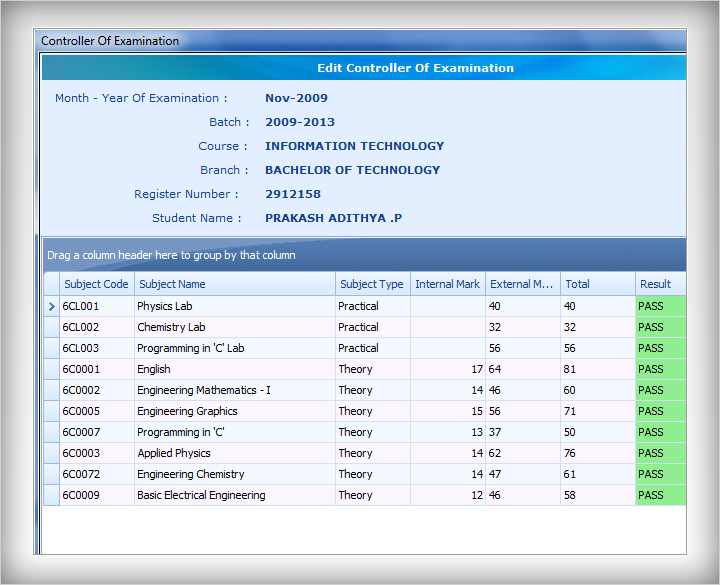 Controller Of Examination
Edit Controller Of Examination
Month - Year Of Examination : Nov-2009
Batch : 2009-2013
Course : INFORMATION TECHNOLOGY
Branch : BACHELOR OF TECHNOLOGY
Register Number : 2912158
Student Name : PRAKASH ADITHYA .P
Drag a column header here to group by that column
Subject Code Subject Name Subject Type Internal Mark External M... Total Result
6CL001 Physics Lab Practical 40 40 PASS
6CL002 Chemistry Lab Practical 32 32 PASS
6CL003 Programming in 'C' Lab Practical 56 56 PASS
6C0001 English Theory 17 64 81 PASS
6C0002 Engineering Mathematics - I Theory 14 46 60 PASS
6C0005 Engineering Graphics Theory 15 56 71 PASS
6C0007 Programming in 'C' Theory 13 37 50 PASS
6C0003 Applied Physics Theory 14 62 76 PASS
6C0072 Engineering Chemistry Theory 14 47 61 PASS
6C0009 Basic Electrical Engineering Theory 12 46 58 PASS